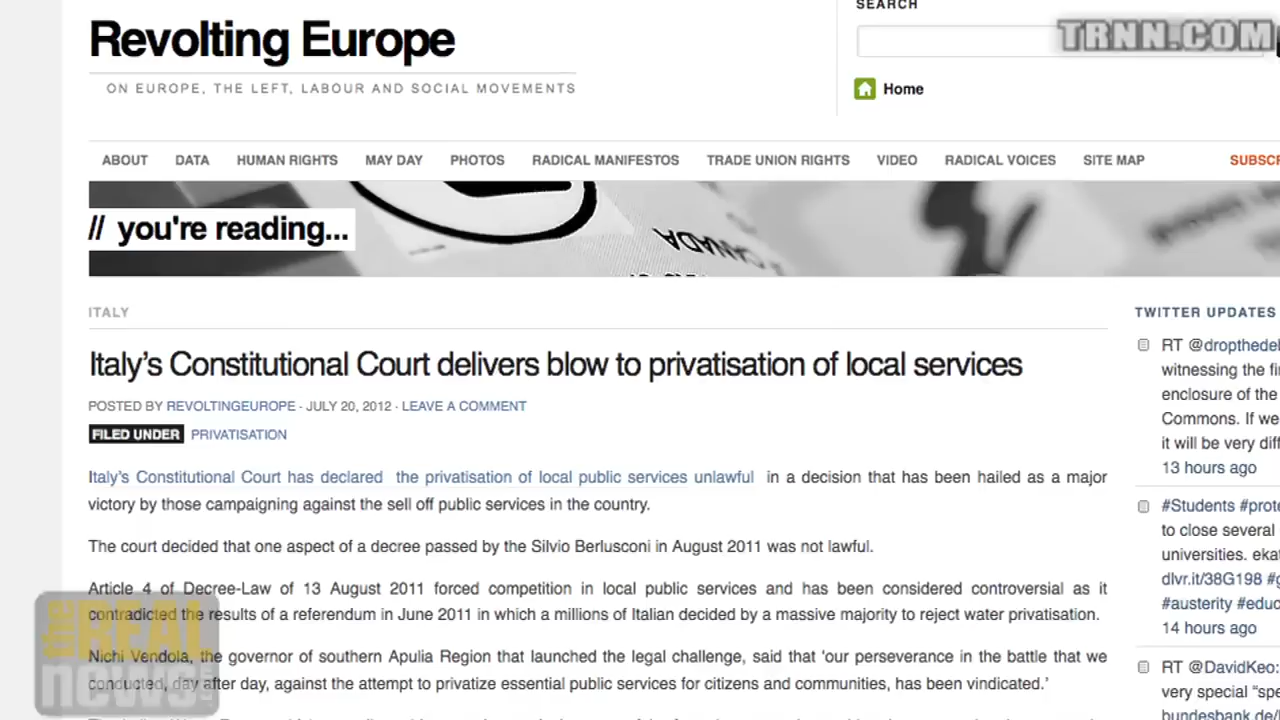 SEARCH
TRNN.COM
Revolting Europe
ON EUROPE, THE LEFT, LABOUR AND SOCIAL MOVEMENTS
Home
ABOUT DATA HUMAN RIGHTS MAY DAY PHOTOS RADICAL MANIFESTOS TRADE UNION RIGHTS VIDEO RADICAL VOICES SITE MAP
// you're reading...
CANADA
ITALY
Italy's Constitutional Court delivers blow to privatisation of local services
POSTED BY REVOLTINGEUROPE · JULY 20, 2012 · LEAVE A COMMENT
FILED UNDER PRIVATISATION
Italy's Constitutional Court has declared the privatisation of local public services unlawful in a decision that has been hailed as a major
victory by those campaigning against the sell off public services in the country.
The court decided that one aspect of a decree passed by the Silvio Berlusconi in August 2011 was not lawful.
Article 4 of Decree-Law of 13 August 2011 forced competition in local public services and has been considered controversial as it
contradicted the results of a referendum in June 2011 in which a millions of Italian decided by a massive majority to reject water privatisation.
Nichi Vendola, the governor of southern Apulia Region that launched the legal challenge, said that 'our perseverance in the battle that we
conducted, day after day, against the attempt to privatize essential public services for citizens and communities, has been vindicated.'
the REAL
news
TWITTER UPDATES
RT @dropthede
witnessing the fi
enclosure of the
Commons. If we
it will be very diff
13 hours ago
#Students #prote
to close several
universities. ekat
dlvr.it/38G198 #g
#austerity #educ
14 hours ago
RT @DavidKeo:
very special “spe
bundesbank.de/